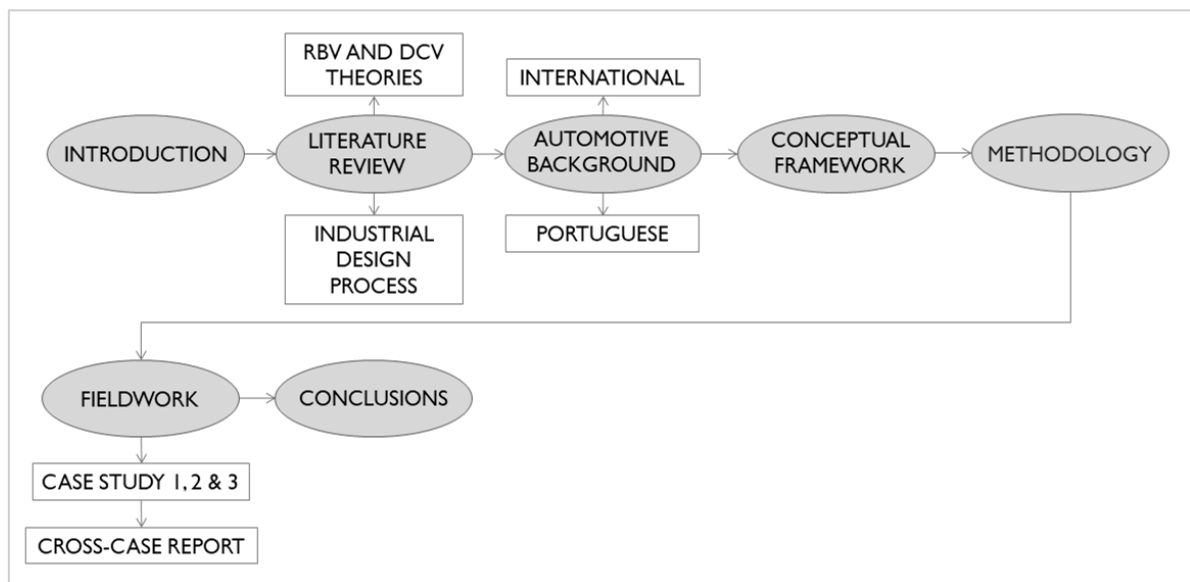 RBV AND DCV
THEORIES
INTERNATIONAL
INTRODUCTION
LITERATURE
REVIEW
AUTOMOTIVE
BACKGROUND
CONCEPTUAL
FRAMEWORK
METHODOLOGY
INDUSTRIAL
DESIGN
PROCESS
PORTUGUESE
FIELDWORK
CONCLUSIONS
CASE STUDY 1, 2 & 3
CROSS-CASE REPORT